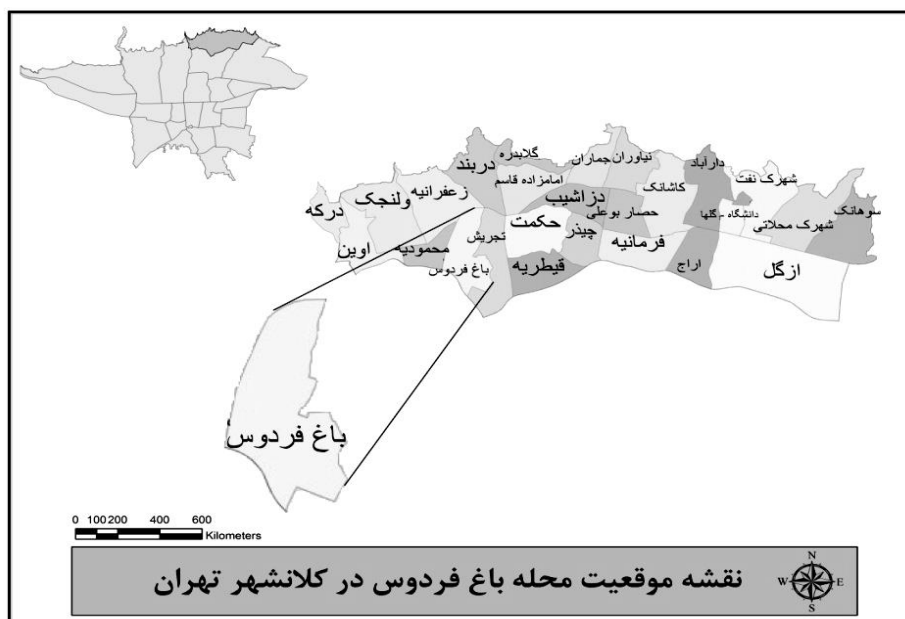 گلابدره
دربند
جماران
نیاوران
دارآباد
شهرک نفت
امامزاده قاسم
کاشانک
زعفرانیه
ولنجک
درکه
دزاشیب
حصار بوعلی
دانشگاه - گلها
سوهانک
شهرک محلاتی
حکمت
چیذر
فرمانیه
تجریش
محمودیه
اوین
باغ فردوس
قیطریه
اراج
ازگل
باغ فردوس
0 100 200 400 600
Kilometers
نقشه موقعیت محله باغ فردوس در کلانشهر تهران
N
W E
S